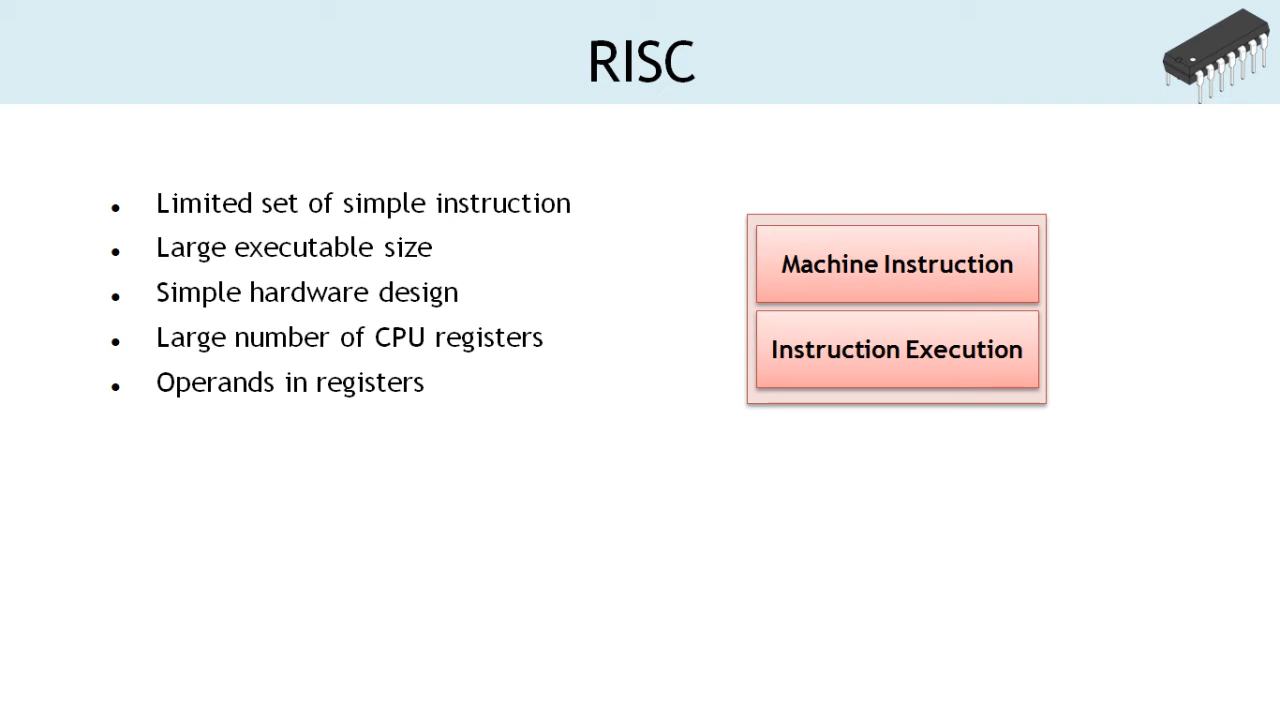 RISC
Limited set of simple instruction
Large executable size
Simple hardware design
Large number of CPU registers
Operands in registers
Machine Instruction
Instruction Execution